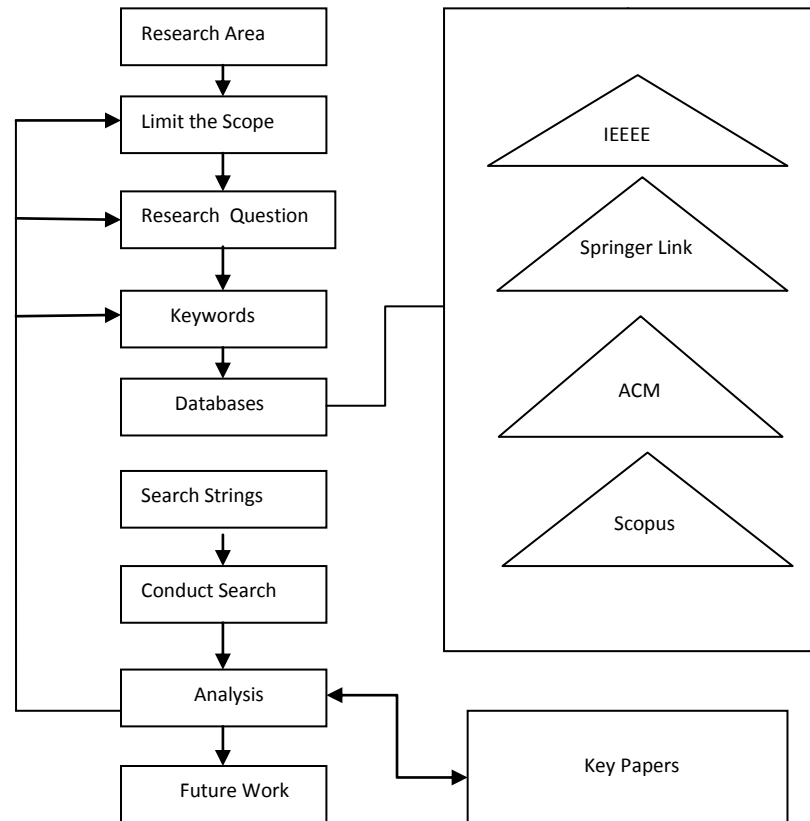 Research Area
Limit the Scope
Research Question
Keywords
Databases
Search Strings
Conduct Search
Analysis
Future Work
IEEEE
Springer Link
ACM
Scopus
Key Papers